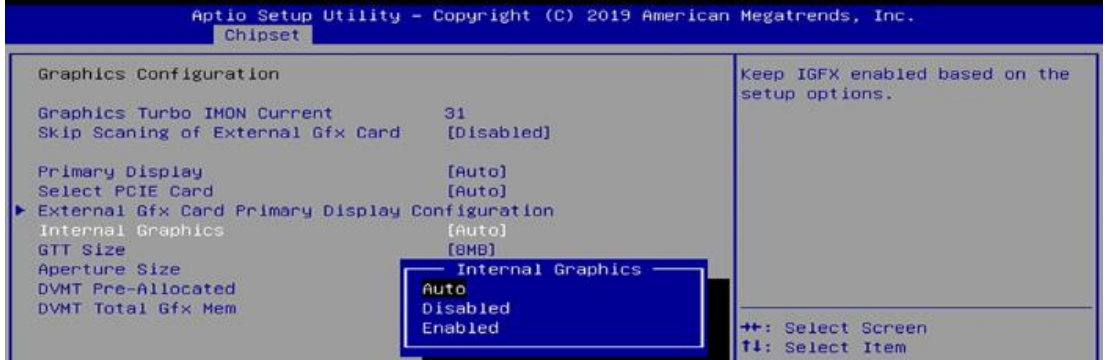 Aptio Setup Utility – Copyright (C) 2019 American Megatrends, Inc.
Chipset
Graphics Configuration
Keep IGFX enabled based on the
setup options.
Graphics Turbo IMON Current 31
Skip Scaning of External Gfx Card [Disabled]
Primary Display [Auto]
Select PCIE Card [Auto]
▶ External Gfx Card Primary Display Configuration
Internal Graphics [Auto]
GTT Size [8MB]
Aperture Size
DVMT Pre-Allocated
DVMT Total Gfx Mem
Internal Graphics
Auto
Disabled
Enabled
→←: Select Screen
↑↓: Select Item